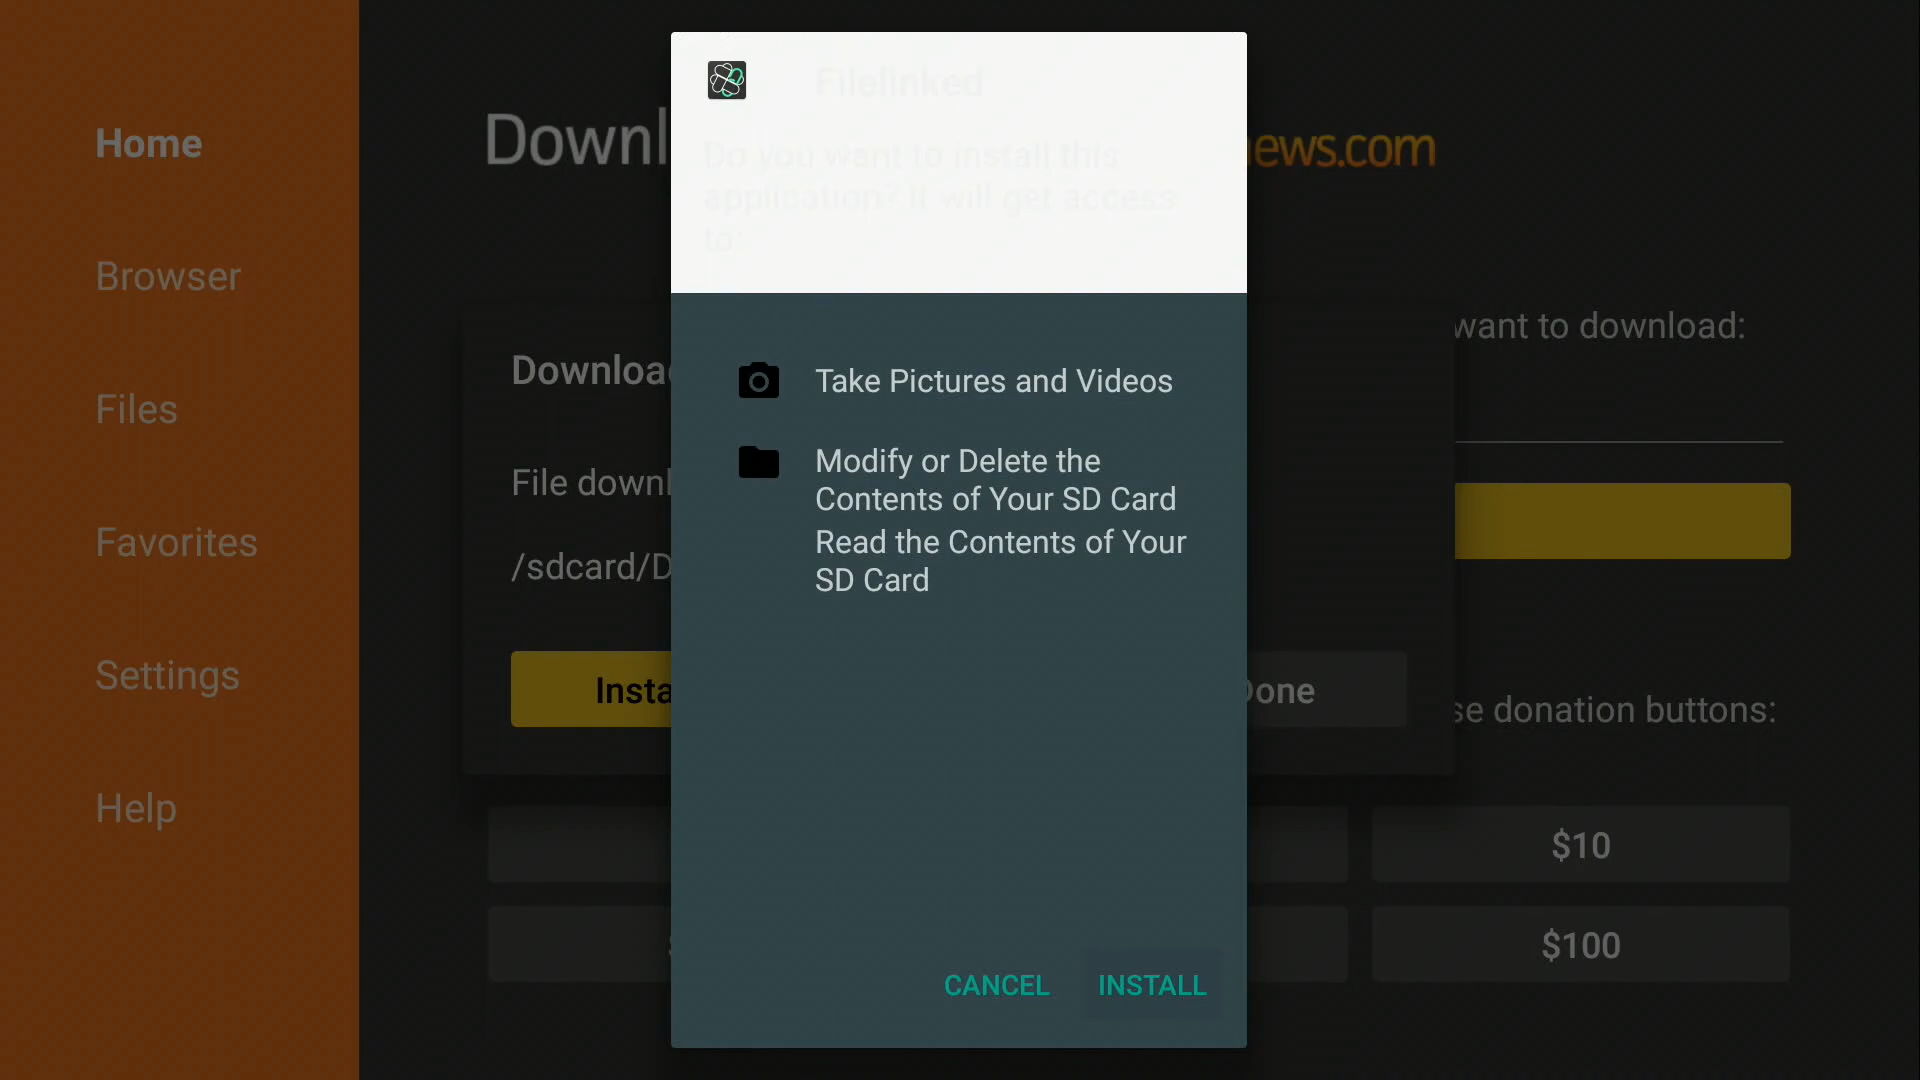 Home
Browser
Files
Favorites
Settings
Help
Downl
ews.com
want to download:
Downloa
File downl
/sdcard/D
Insta
Done
se donation buttons:
$10
$100
Filelinked
Do you want to install this
application? It will get access
to:
Take Pictures and Videos
Modify or Delete the
Contents of Your SD Card
Read the Contents of Your
SD Card
CANCEL
INSTALL